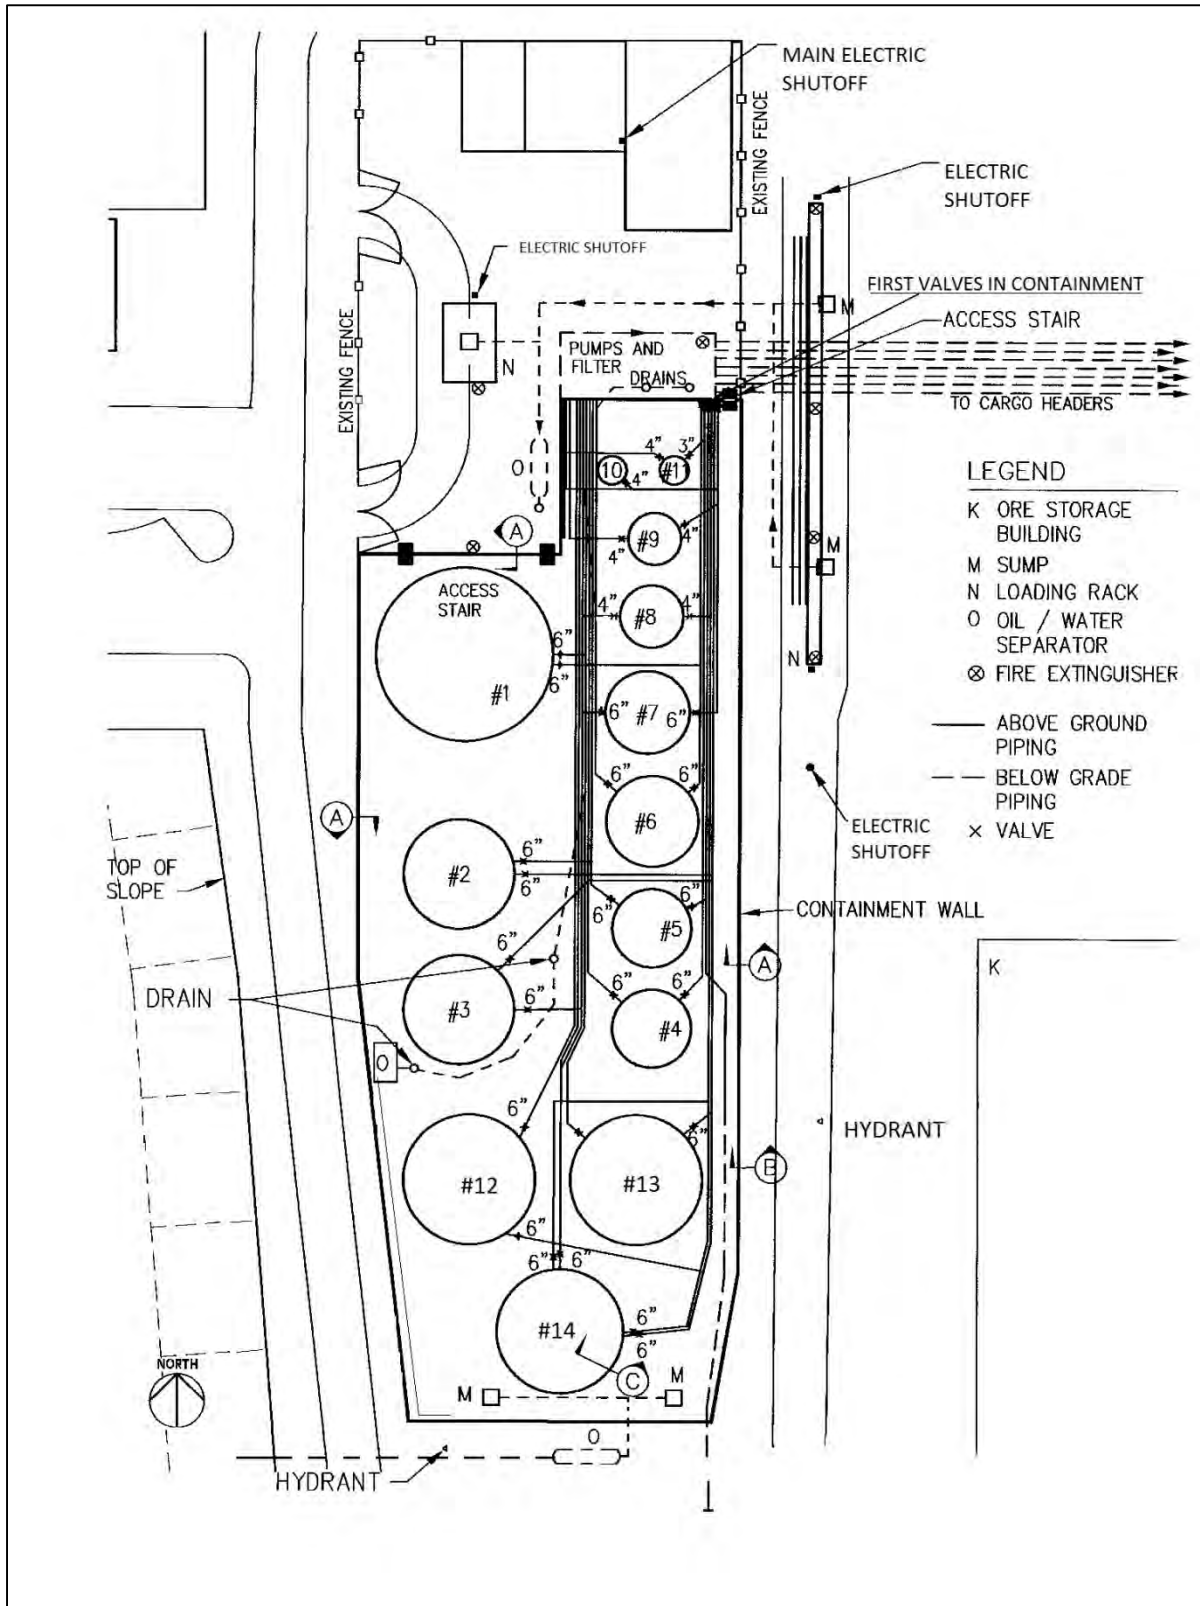 MAIN ELECTRIC
SHUTOFF
EXISTING FENCE
ELECTRIC
SHUTOFF
ELECTRIC SHUTOFF
FIRST VALVES IN CONTAINMENT
M
ACCESS STAIR
EXISTING FENCE
PUMPS AND
FILTER
N
DRAINS
TO CARGO HEADERS
4"
3"
10
#11
4"
O
LEGEND
K ORE STORAGE
BUILDING
M SUMP
N LOADING RACK
O OIL / WATER
SEPARATOR
FIRE EXTINGUISHER
ABOVE GROUND
PIPING
BELOW GRADE
PIPING
× VALVE
A
#9
4"
4"
M
ACCESS
STAIR
4"
#8
4"
6"
6"
#1
N
6"
#7
6"
6"
6"
#6
A
ELECTRIC
SHUTOFF
TOP OF
SLOPE
#2
6"
6"
6"
#5
6"
CONTAINMENT WALL
6"
A
K
DRAIN
#3
6"
6"
#4
6"
O
6"
HYDRANT
6"
B
#12
#13
6"
6"
6"
#14
6"
6"
C
NORTH
M
M
O
HYDRANT